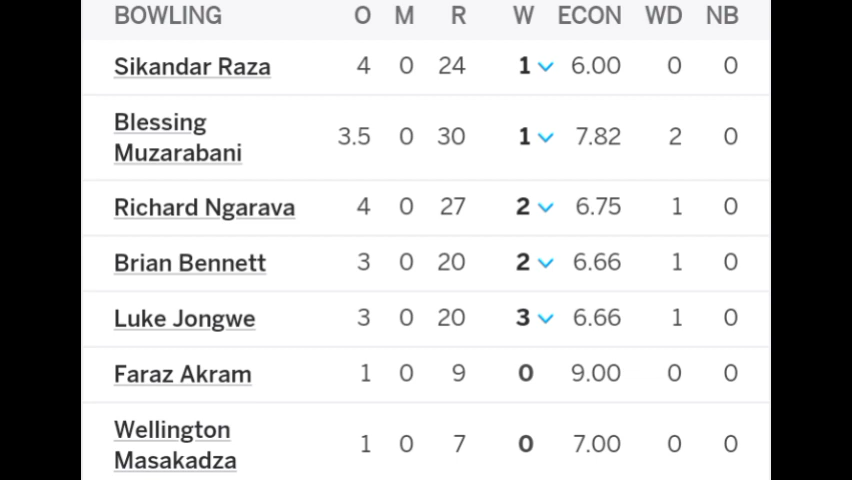 BOWLING O M R W ECON WD NB
Sikandar Raza 4 0 24 1 6.00 0 0
Blessing
Muzarabani 3.5 0 30 1 7.82 2 0
Richard Ngarava 4 0 27 2 6.75 1 0
Brian Bennett 3 0 20 2 6.66 1 0
Luke Jongwe 3 0 20 3 6.66 1 0
Faraz Akram 1 0 9 0 9.00 0 0
Wellington
Masakadza 1 0 7 0 7.00 0 0